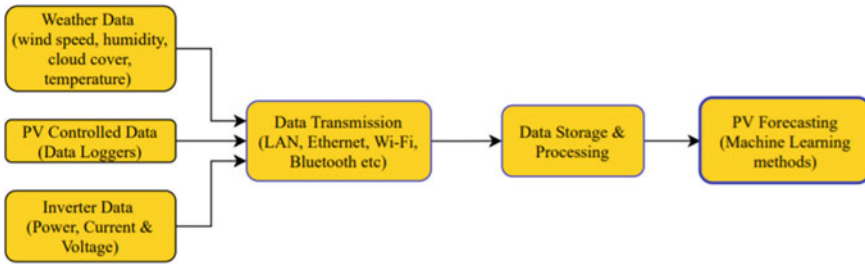 Weather Data
(wind speed, humidity,
cloud cover,
temperature)
PV Controlled Data
(Data Loggers)
Inverter Data
(Power, Current &
Voltage)
Data Transmission
(LAN, Ethernet, Wi-Fi,
Bluetooth etc)
Data Storage &
Processing
PV Forecasting
(Machine Learning
methods)